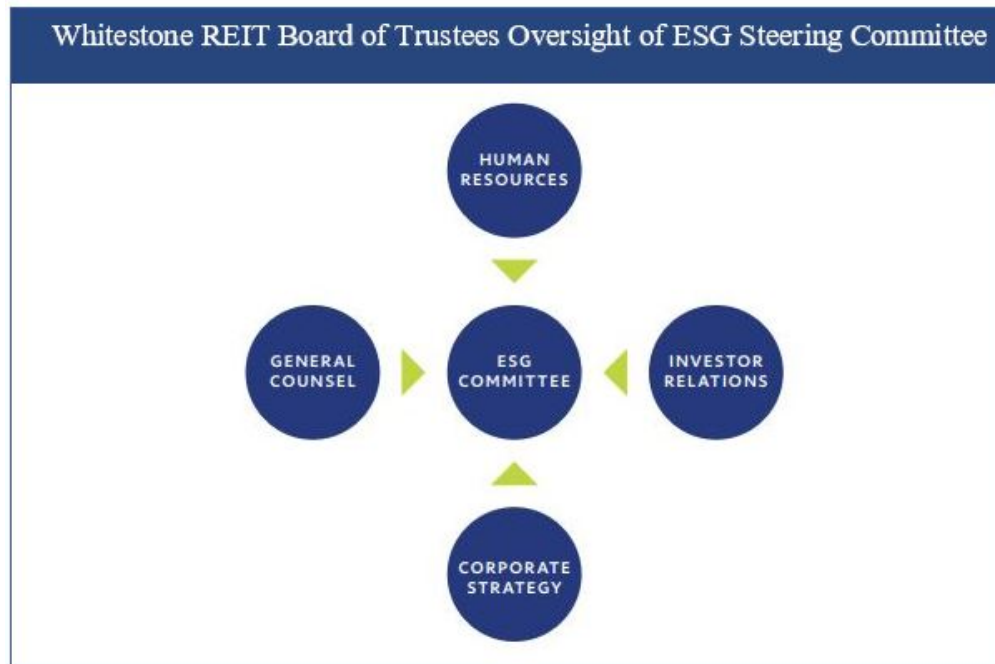 Whitestone REIT Board of Trustees Oversight of ESG Steering Committee
HUMAN
RESOURCES
GENERAL
COUNSEL
ESG
COMMITTEE
INVESTOR
RELATIONS
CORPORATE
STRATEGY